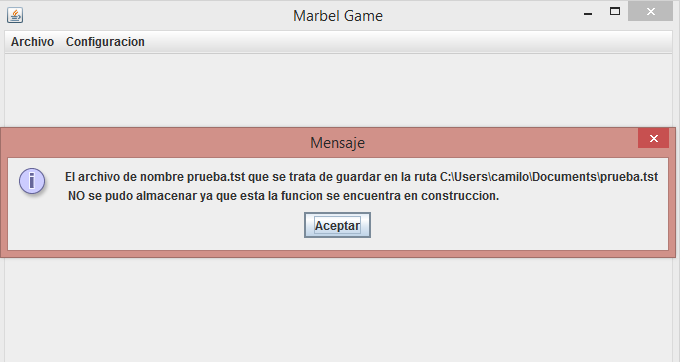 Marbel Game
Archivo Configuracion
Mensaje
El archivo de nombre prueba.tst que se trata de guardar en la ruta C:\Users\camilo\Documents\prueba.tst
NO se pudo almacenar ya que esta la funcion se encuentra en construccion.
Aceptar